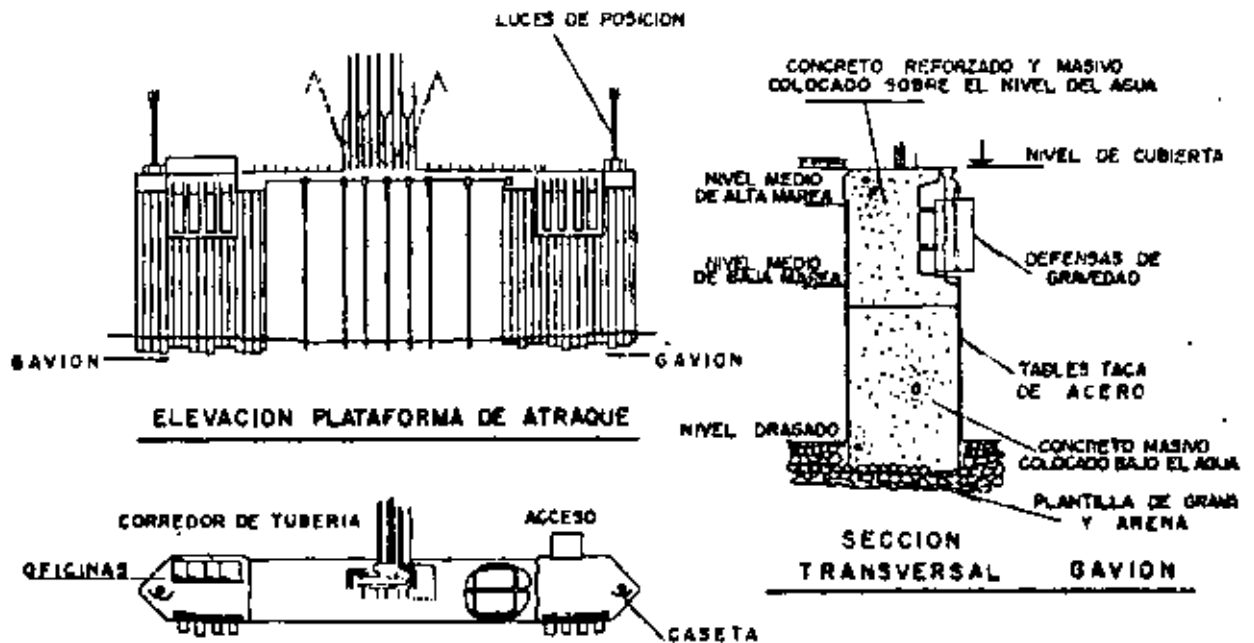 LUCES DE POSICION
GAVION
GAVION
ELEVACION PLATAFORMA DE ATRAQUE
CORREDOR DE TUBERIA
ACCESO
OFICINAS
CASETA
CONCRETO REFORZADO Y MASIVO
COLOCADO SOBRE EL NIVEL DEL AGUA
NIVEL DE CUBIERTA
NIVEL MEDIO
DE ALTA MAREA
NIVEL MEDIO
DE BAJA MAREA
DEFENSAS DE
GRAVEDAD
TABLES TACA
DE ACERO
NIVEL DRAGADO
CONCRETO MASIVO
COLOCADO BAJO EL AGUA
PLANTILLA DE GRAVA
Y ARENA
SECCION
TRANSVERSAL GAVION